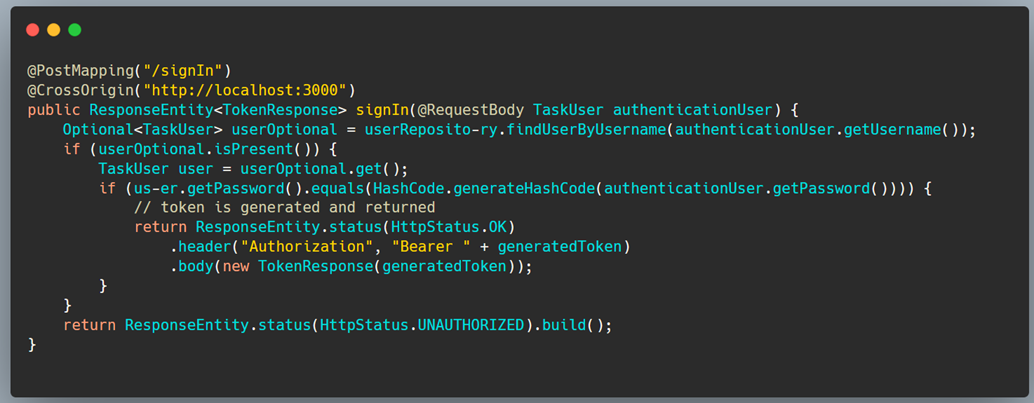 @PostMapping("/signIn")
@CrossOrigin("http://localhost:3000")
public ResponseEntity<TokenResponse> signIn(@RequestBody TaskUser authenticationUser) {
    Optional<TaskUser> userOptional = userReposito-ry.findUserByUsername(authenticationUser.getUsername());
    if (userOptional.isPresent()) {
        TaskUser user = userOptional.get();
        if (us-er.getPassword().equals(HashCode.generateHashCode(authenticationUser.getPassword()))) {
            // token is generated and returned
            return ResponseEntity.status(HttpStatus.OK)
                .header("Authorization", "Bearer " + generatedToken)
                .body(new TokenResponse(generatedToken));
        }
    }
    return ResponseEntity.status(HttpStatus.UNAUTHORIZED).build();
}